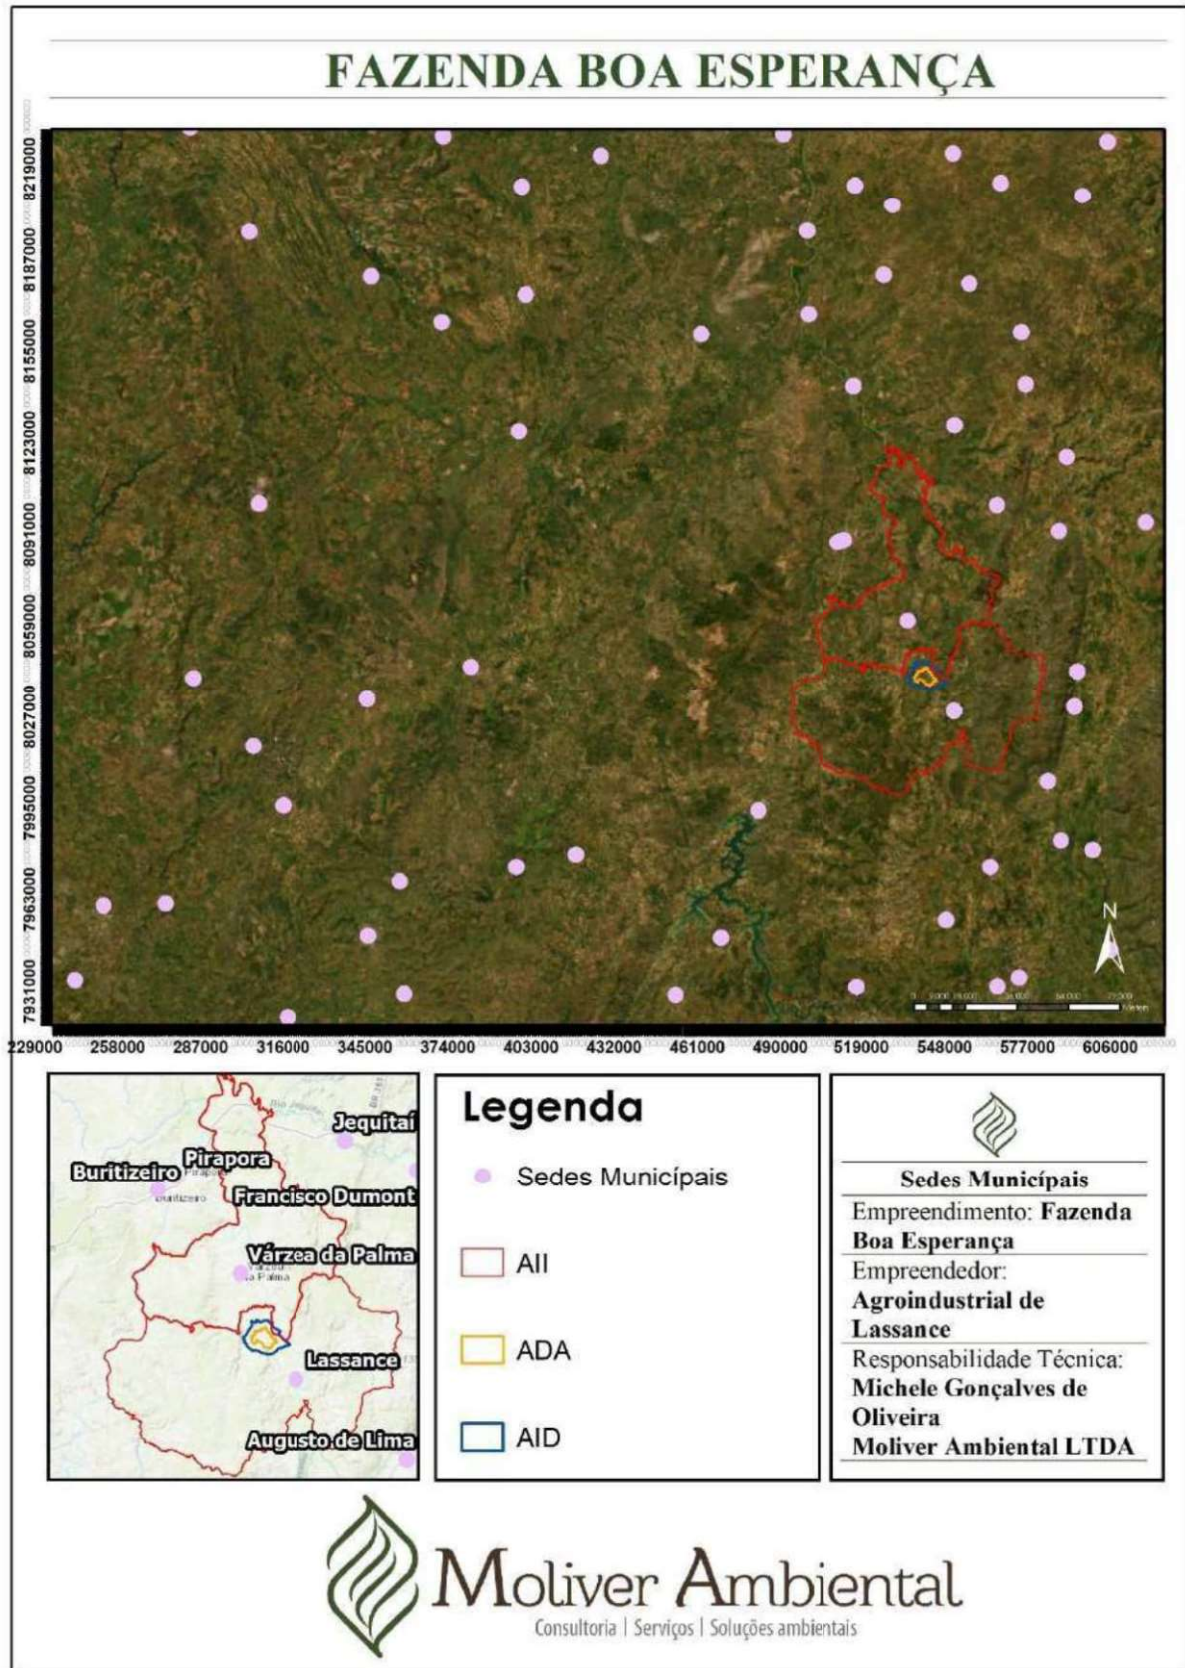 FAZENDA BOA ESPERANÇA
8219000
8187000
8155000
8123000
8091000
8059000
8027000
7995000
7963000
7931000
N
229000 258000 287000 316000 345000 374000 403000 432000 461000 490000 519000 548000 577000 606000
Jequitaí
Pirapora
Buritizeiro
Buritizeiro
Francisco Dumont
Várzea da Palma
Lassance
Augusto de Lima
Legenda
Sedes Municípais
AII
ADA
AID
Sedes Municípais
Empreendimento: Fazenda
Boa Esperança
Empreendedor:
Agroindustrial de
Lassance
Responsabilidade Técnica:
Michele Gonçalves de
Oliveira
Moliver Ambiental LTDA
Moliver Ambiental
Consultoria | Serviços | Soluções ambientais